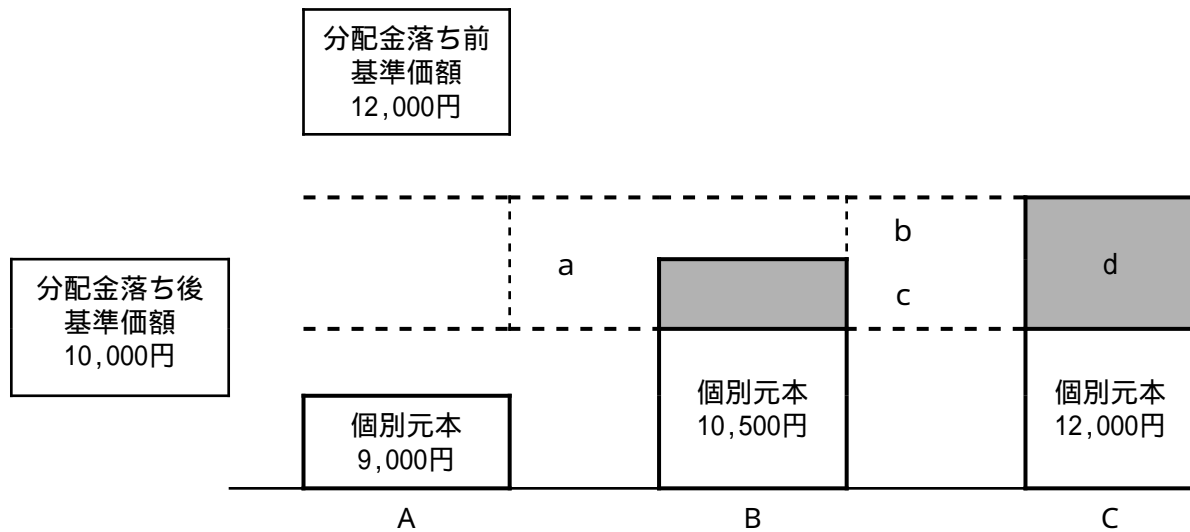 分配金落ち前
基準価額
12,000円
a
b
c
d
分配金落ち後
基準価額
10,000円
個別元本
9,000円
個別元本
10,500円
個別元本
12,000円
A
B
C